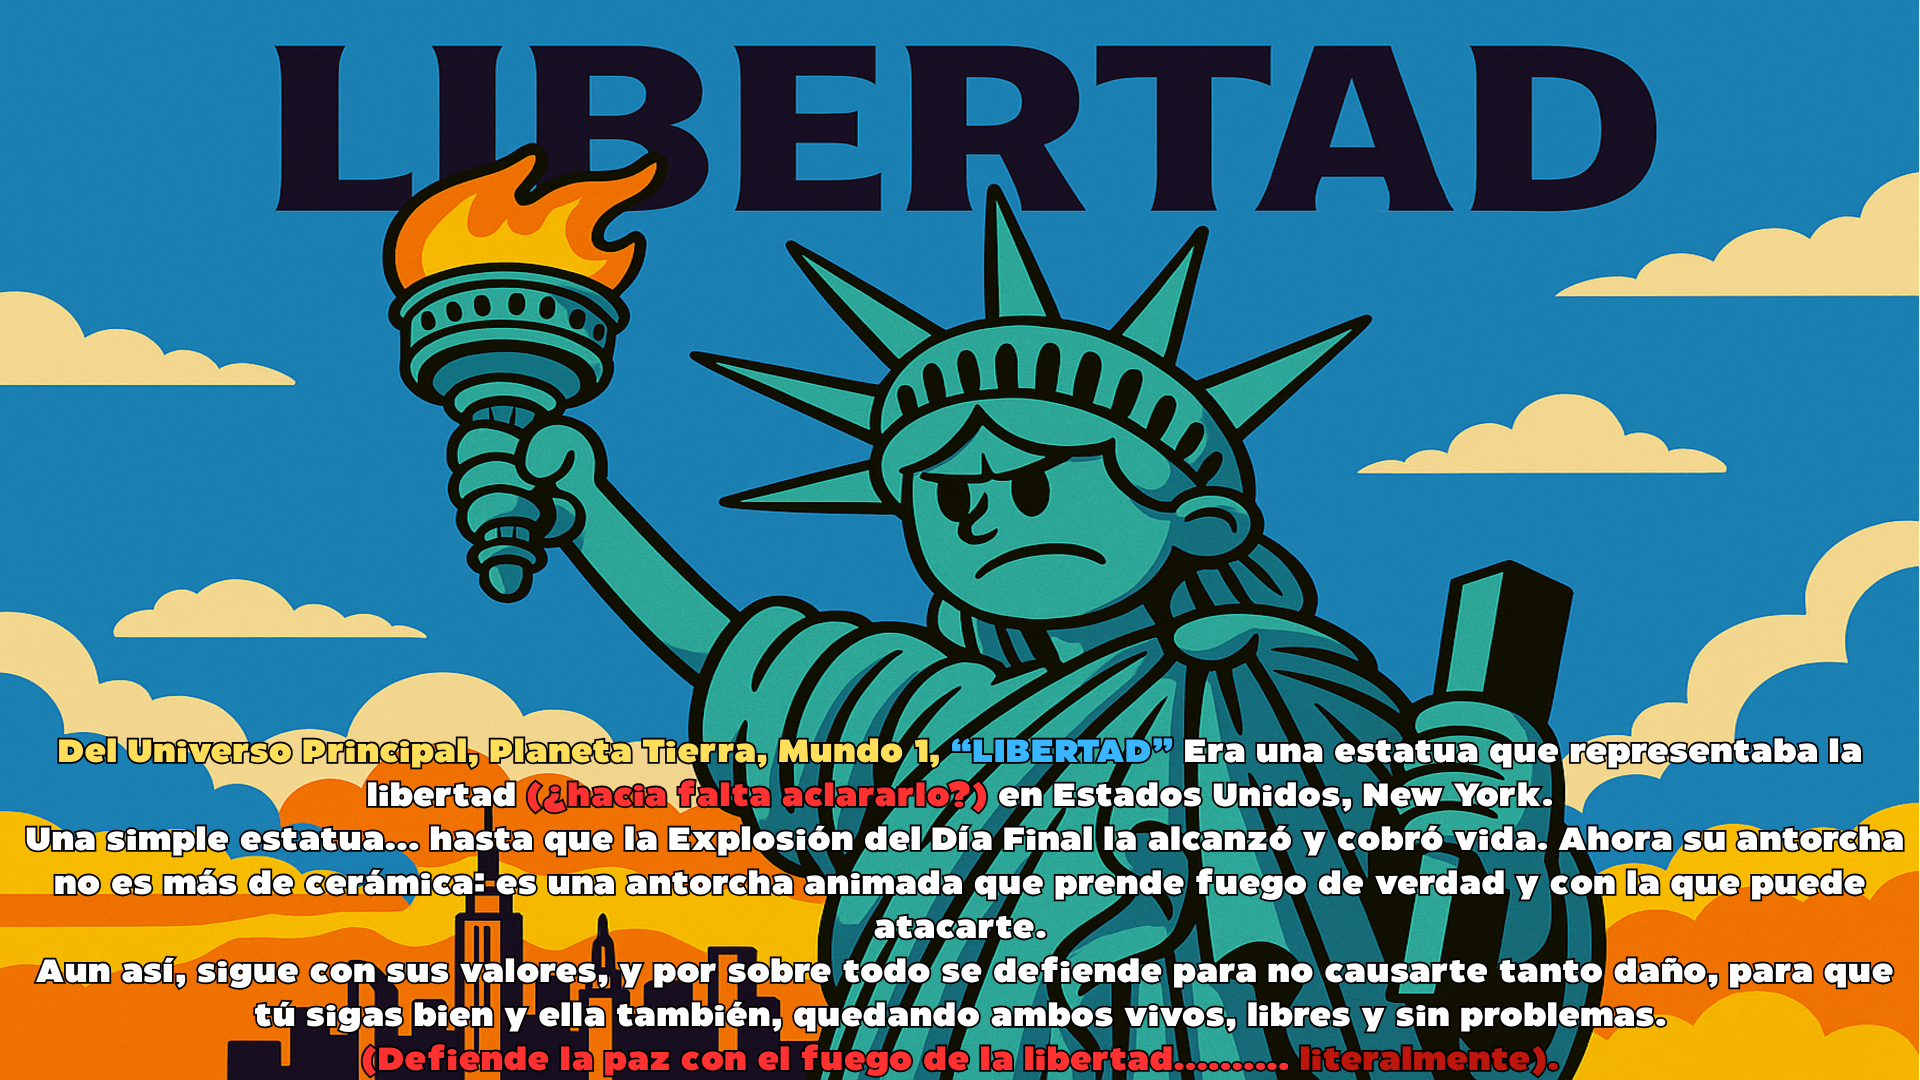 LIBERTAD
Del Universo Principal, Planeta Tierra, Mundo 1, “LIBERTAD” Era una estatua que representaba la
libertad (¿hacia falta aclararlo?) en Estados Unidos, New York.
Una simple estatua... hasta que la Explosión del Día Final la alcanzó y cobró vida. Ahora su antorcha
no es más de cerámica: es una antorcha animada que prende fuego de verdad y con la que puede
atacarte.
Aun así, sigue con sus valores, y por sobre todo se defiende para no causarte tanto daño, para que
tú sigas bien y ella también, quedando ambos vivos, libres y sin problemas.
(Defiende la paz con el fuego de la libertad.......... literalmente).